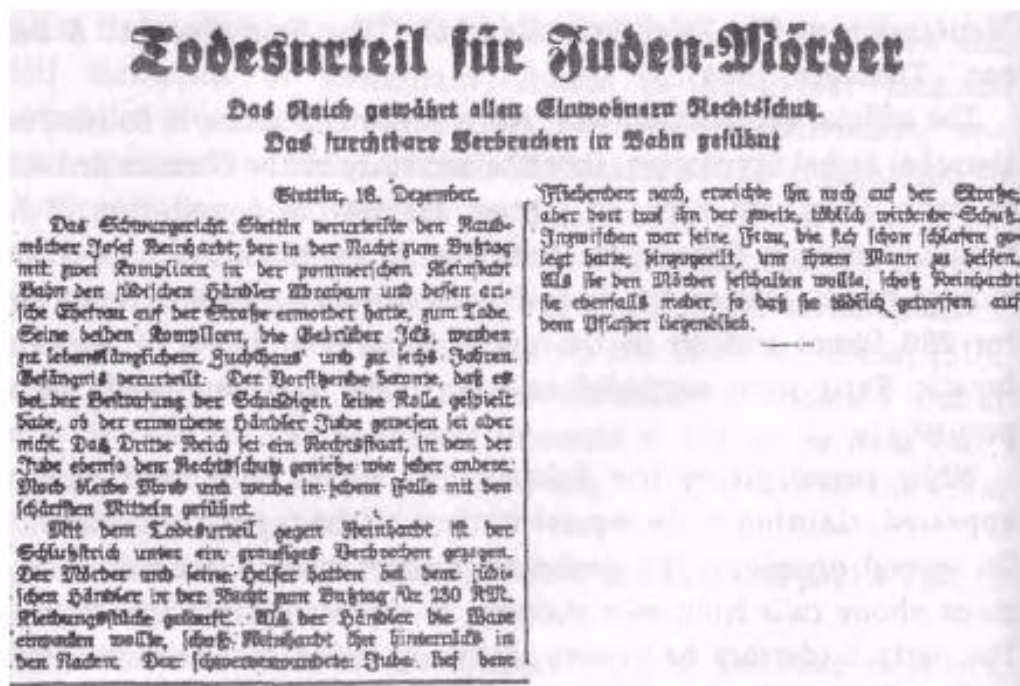 Todesurteil für Juden-Mörder
Das Reich gewährt allen Einwohnern Rechtsschutz.
Das furchtbare Verbrechen in Bahn gesühnt
Stettin, 16. Dezember.
Das Schwurgericht Stettin verurteilte den Raub-
mörder Josef Reinhardt, der in der Nacht zum Bußtag
mit zwei Komplicen in der pommerschen Kleinstadt
Bahn den jüdischen Händler Abraham und dessen ari-
sche Ehefrau auf der Straße ermordet hatte, zum Tode.
Seine beiden Komplicen, die Gebrüder wurden
zu lebenslänglichem Zuchthaus und zu sechs Jahren
Gefängnis verurteilt. Der Vorsitzende betonte, daß es
bei der Bestrafung der Schuldigen keine Rolle gespielt
habe, ob der ermordete Händler Jude gewesen sei oder
nicht. Das Dritte Reich sei ein Rechtsstaat, in dem der
Jude ebenso den Rechtsschutz genieße wie jeder andere.
Mord bleibe Mord und werde in jedem Falle mit den
schärfsten Mitteln gesühnt.
Mit dem Todesurteil gegen Reinhardt ist der
Schlußstrich unter ein grausiges Verbrechen gezogen.
Der Mörder und seine Helfer hatten bei dem jüdi-
schen Händler in der Nacht zum Bußtag für 230 RM.
Kleidungsstücke gekauft. Als der Händler die Ware
einpacken wollte, schoß Reinhardt ihn hinterrücks in
den Nacken. Der schwerverwundete Jude lief dem
Fliehenden nach, erreichte ihn noch auf der Straße,
aber dort traf ihn der zweite, tödlich wirkende Schuß.
Inzwischen war seine Frau, die sich schon schlafen ge-
legt hatte, hinzugeeilt, um ihrem Mann zu helfen.
Als sie den Mörder festhalten wollte, schoß Reinhardt
sie ebenfalls nieder, so daß sie tödlich getroffen auf
dem Pflaster liegenblieb.